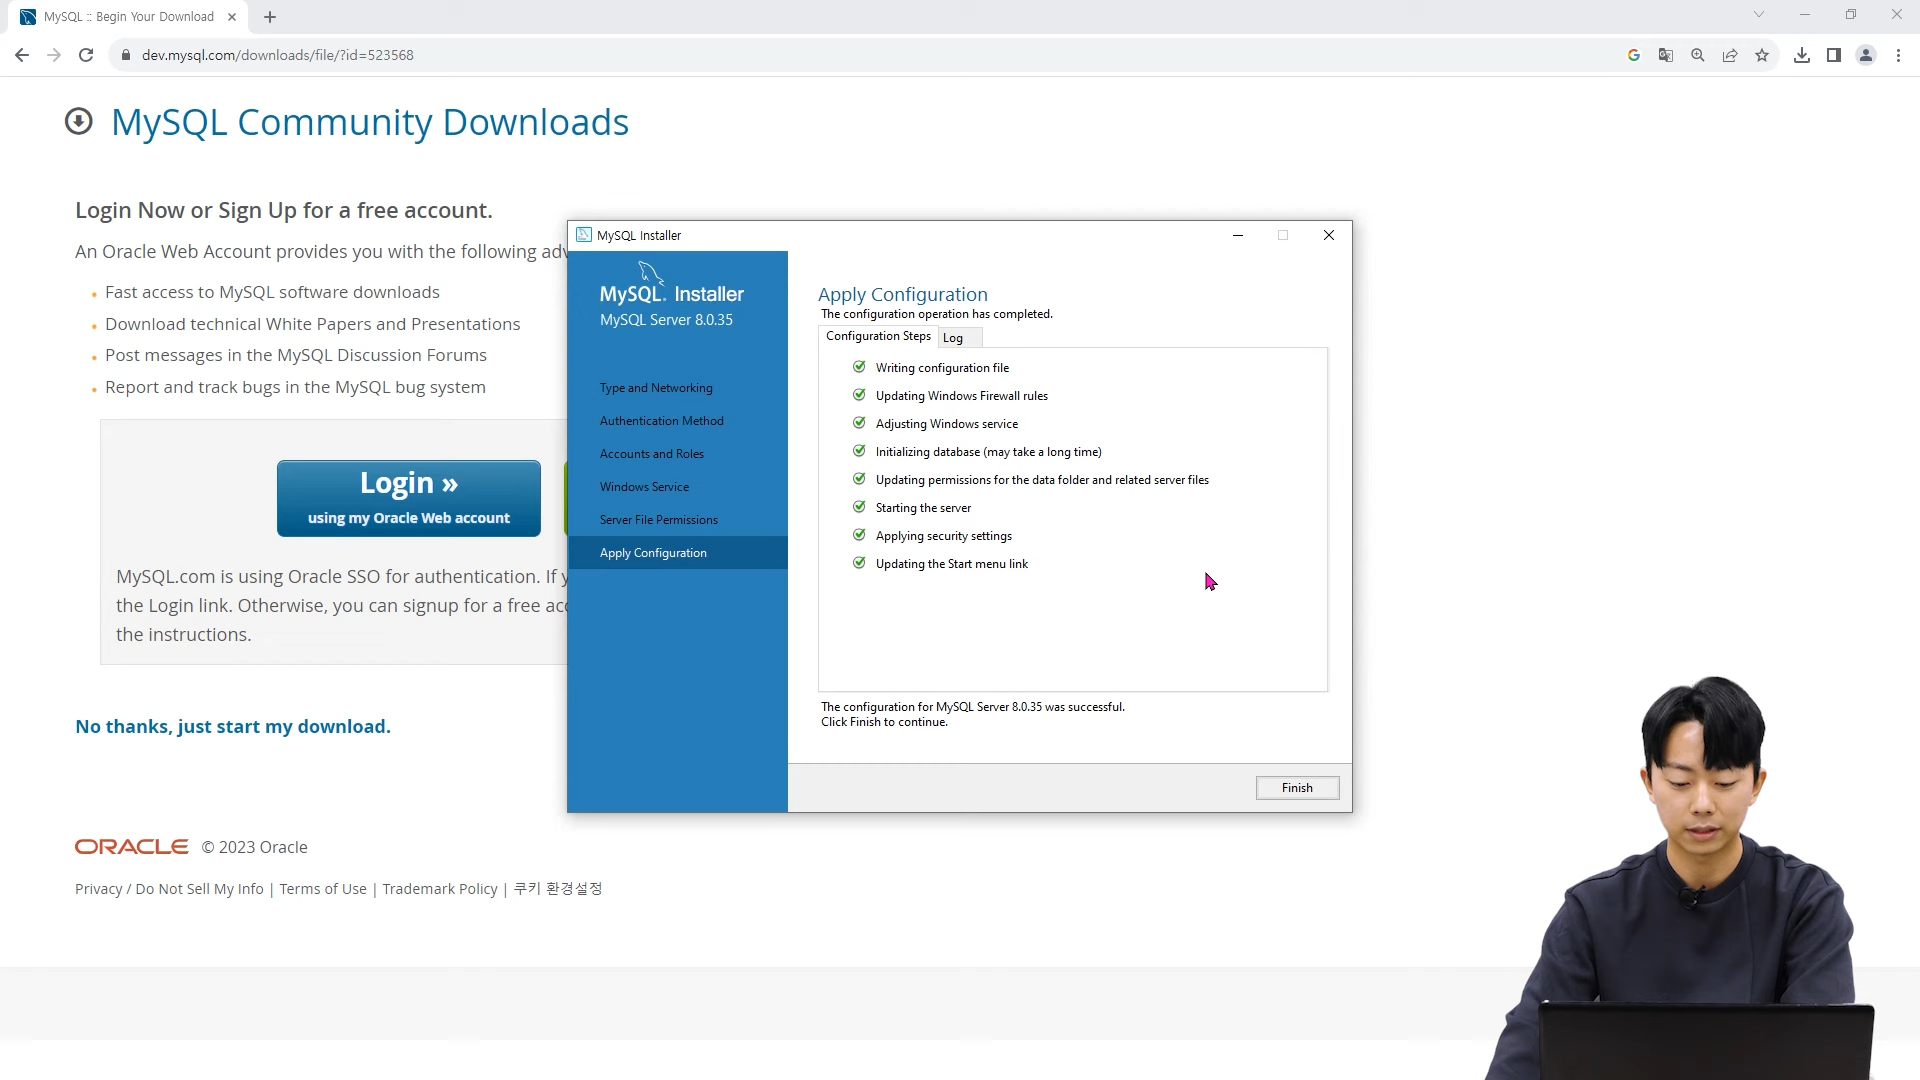 MySQL :: Begin Your Download
dev.mysql.com/downloads/file/?id=523568
MySQL Community Downloads
Login Now or Sign Up for a free account.
An Oracle Web Account provides you with the following adv
Fast access to MySQL software downloads
Download technical White Papers and Presentations
Post messages in the MySQL Discussion Forums
Report and track bugs in the MySQL bug system
Login »
using my Oracle Web account
MySQL.com is using Oracle SSO for authentication. If y
the Login link. Otherwise, you can signup for a free acc
the instructions.
No thanks, just start my download.
ORACLE © 2023 Oracle
Privacy / Do Not Sell My Info | Terms of Use | Trademark Policy | 쿠키 환경설정
MySQL Installer
MySQL. Installer
MySQL Server 8.0.35
Type and Networking
Authentication Method
Accounts and Roles
Windows Service
Server File Permissions
Apply Configuration
Apply Configuration
The configuration operation has completed.
Configuration Steps Log
Writing configuration file
Updating Windows Firewall rules
Adjusting Windows service
Initializing database (may take a long time)
Updating permissions for the data folder and related server files
Starting the server
Applying security settings
Updating the Start menu link
The configuration for MySQL Server 8.0.35 was successful.
Click Finish to continue.
Finish